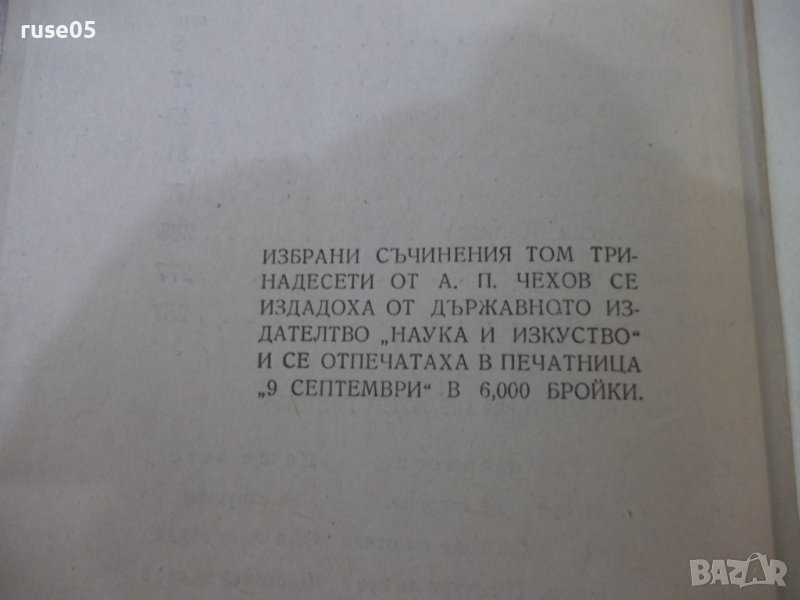 ruse05
ИЗБРАНИ СЪЧИНЕНИЯ ТОМ ТРИ-
НАДЕСЕТИ ОТ А. П. ЧЕХОВ СЕ
ИЗДАДОХА ОТ ДЪРЖАВНОТО ИЗ-
ДАТЕЛТВО „НАУКА И ИЗКУСТВО“
И СЕ ОТПЕЧАТАХА В ПЕЧАТНИЦА
„9 СЕПТЕМВРИ“ В 6,000 БРОЙКИ.
BAZAR